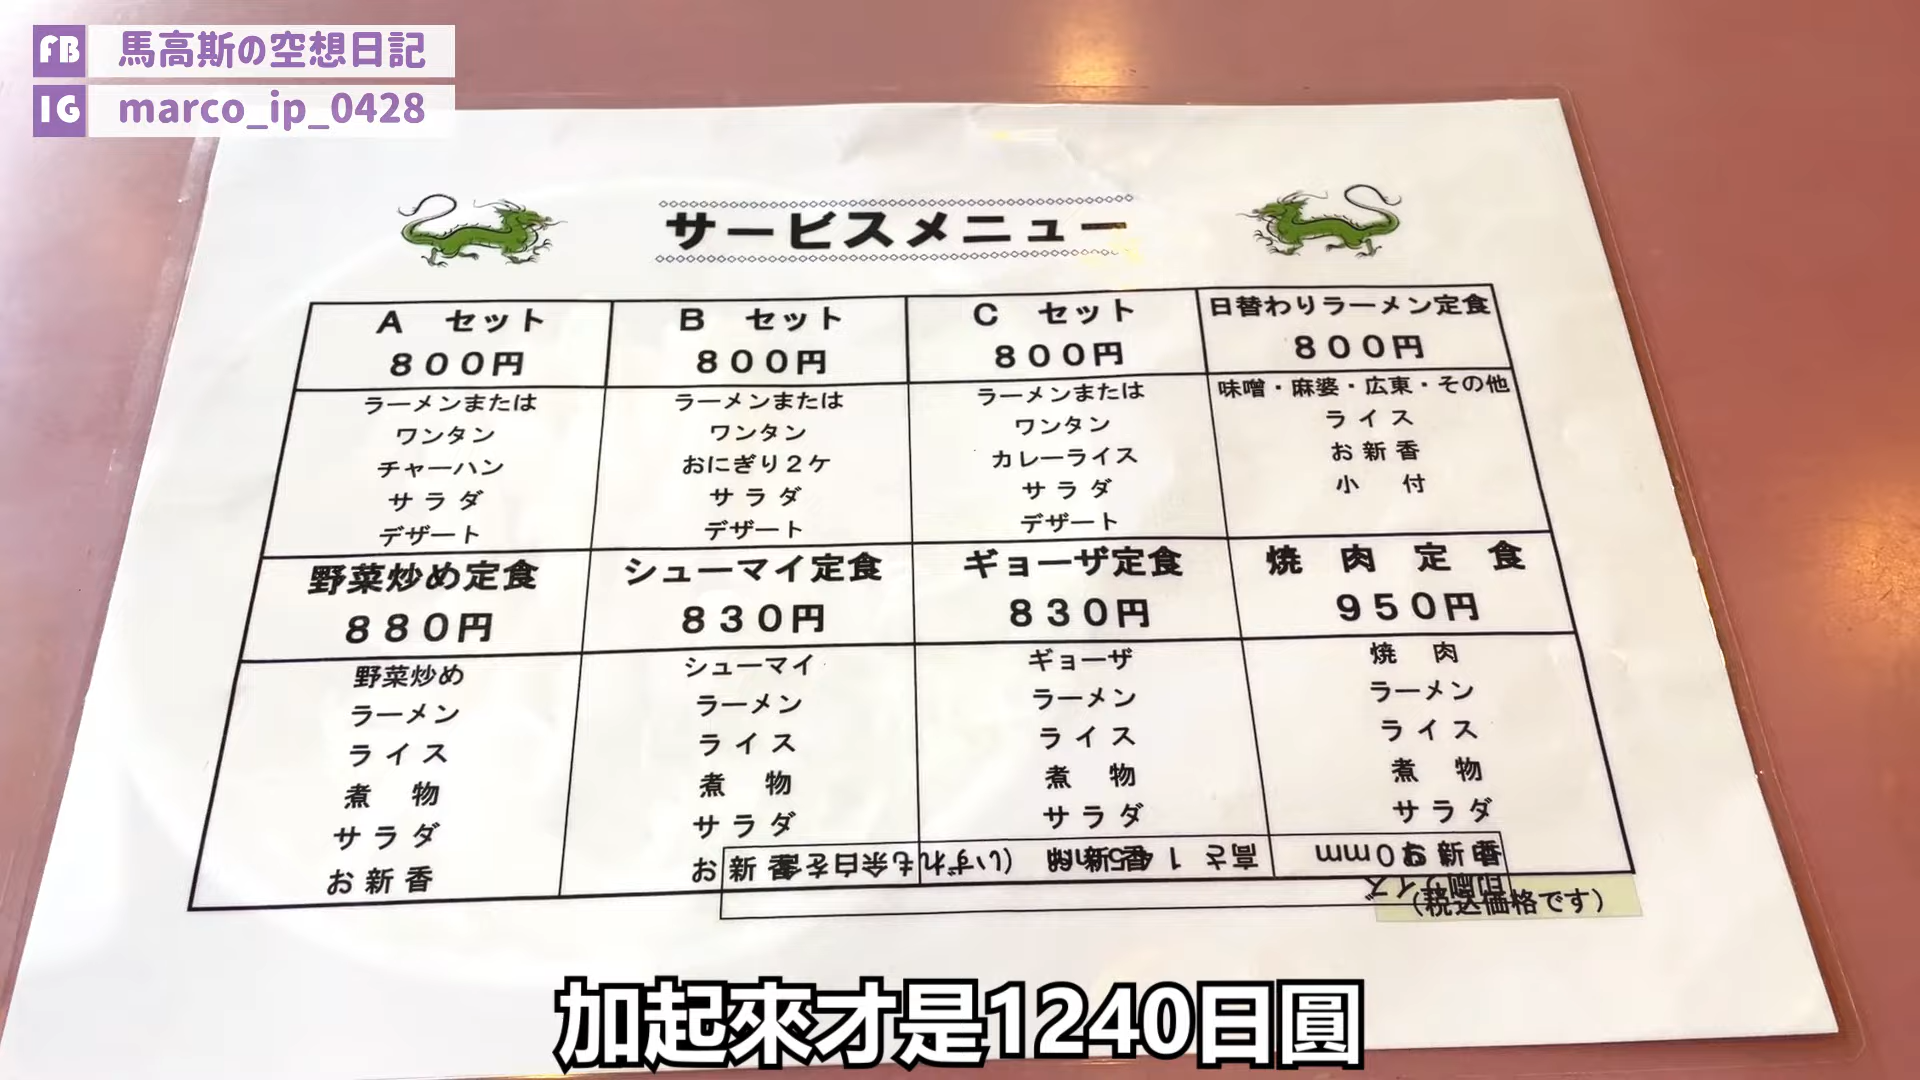 FB 馬高斯の空想日記
IG marco_ip_0428
サービスメニュー
A セット
800円
ラーメンまたは
ワンタン
チャーハン
サラダ
デザート
B セット
800円
ラーメンまたは
ワンタン
おにぎり2ケ
サラダ
デザート
C セット
800円
ラーメンまたは
ワンタン
カレーライス
サラダ
デザート
日替わりラーメン定食
800円
味噌・麻婆・広東・その他
ライス
お新香
小 付
野菜炒め定食
880円
野菜炒め
ラーメン
ライス
煮 物
サラダ
お新香
シューマイ定食
830円
シューマイ
ラーメン
ライス
煮 物
サラダ
お新香
ギョーザ定食
830円
ギョーザ
ラーメン
ライス
煮 物
サラダ
お新香
焼 肉 定 食
950円
焼 肉
ラーメン
ライス
煮 物
サラダ
お新香
(税込価格です)
加起來才是1240日圓